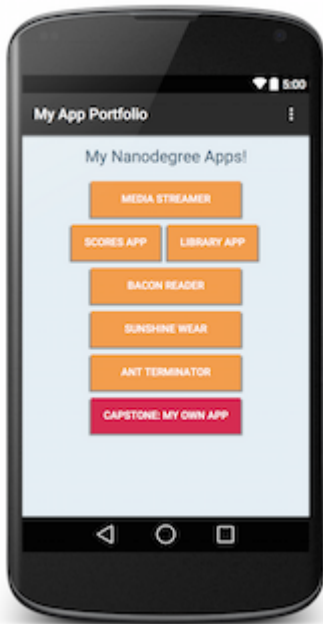 5:00
My App Portfolio
My Nanodegree Apps!
MEDIA STREAMER
SCORES APP LIBRARY APP
BACON READER
SUNSHINE WEAR
ANT TERMINATOR
CAPSTONE: MY OWN APP